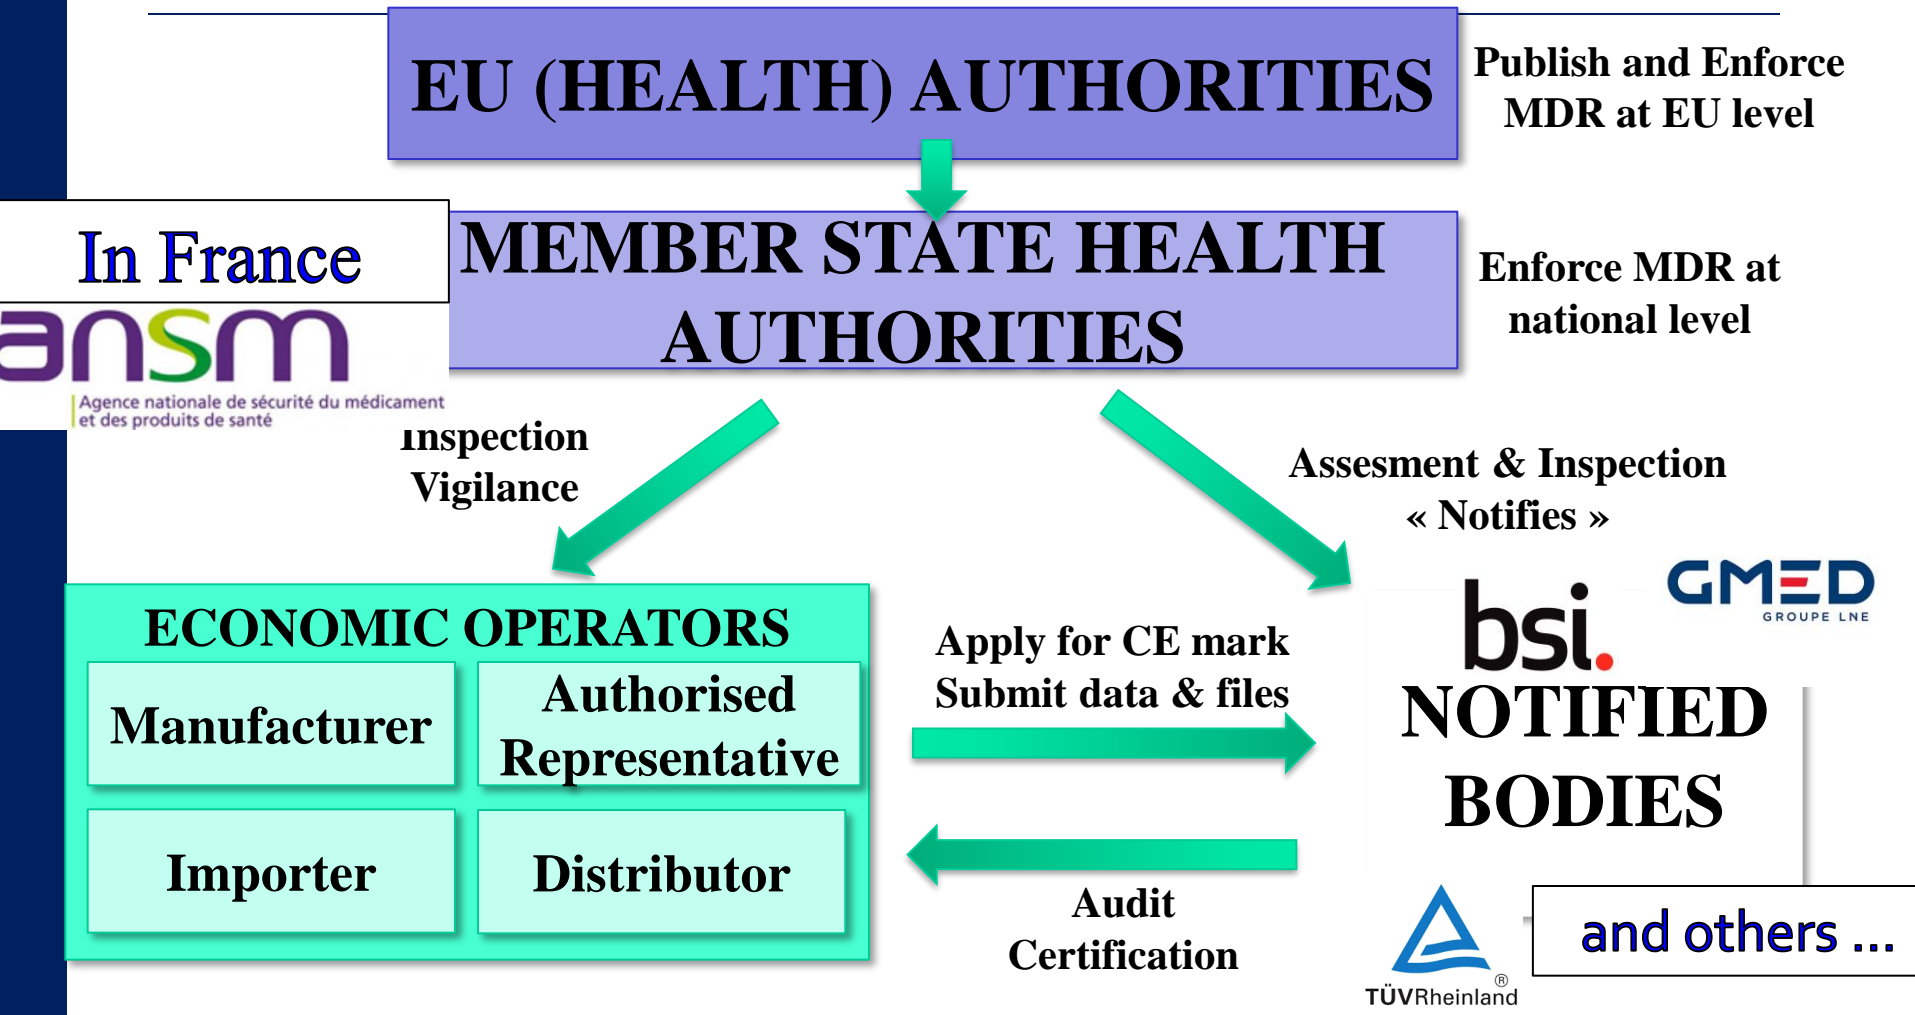 EU (HEALTH) AUTHORITIES
Publish and Enforce
MDR at EU level
In France
MEMBER STATE HEALTH
AUTHORITIES
Enforce MDR at
national level
ansm
Agence nationale de sécurité du médicament
et des produits de santé
Inspection
Vigilance
Assesment & Inspection
« Notifies »
ECONOMIC OPERATORS
Manufacturer
Authorised
Representative
Importer
Distributor
Apply for CE mark
Submit data & files
Audit
Certification
bsi.
GMED
GROUPE LNE
NOTIFIED
BODIES
TÜVRheinland®
and others ...